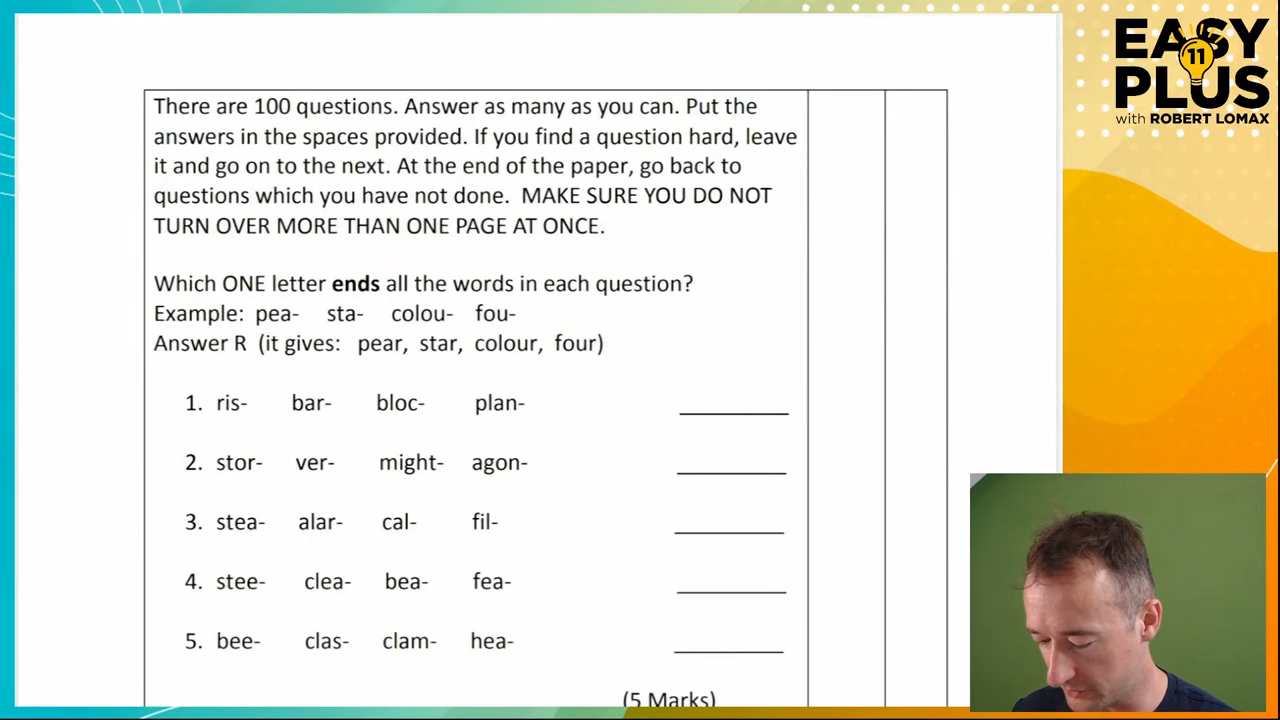 EASY
11
PLUS
with ROBERT LOMAX
There are 100 questions. Answer as many as you can. Put the
answers in the spaces provided. If you find a question hard, leave
it and go on to the next. At the end of the paper, go back to
questions which you have not done. MAKE SURE YOU DO NOT
TURN OVER MORE THAN ONE PAGE AT ONCE.
Which ONE letter ends all the words in each question?
Example: pea- sta- colou- fou-
Answer R (it gives: pear, star, colour, four)
1. ris- bar- bloc- plan-
2. stor- ver- might- agon-
3. stea- alar- cal- fil-
4. stee- clea- bea- fea-
5. bee- clas- clam- hea-
(5 Marks)